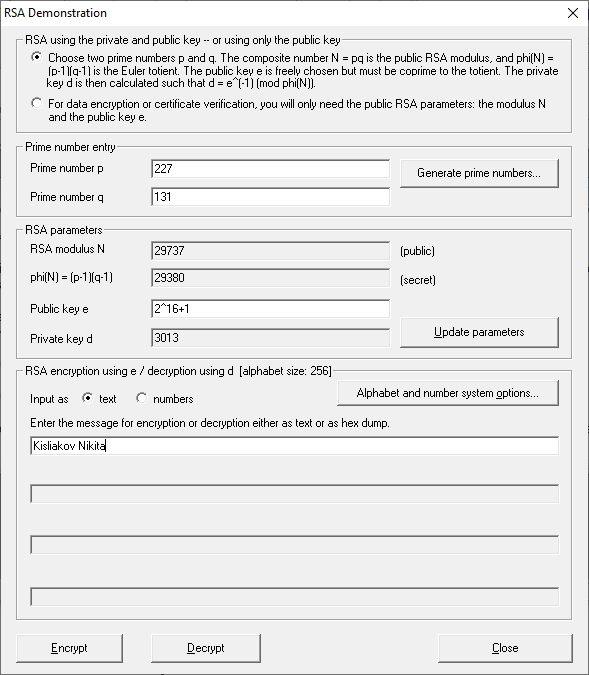 RSA Demonstration
RSA using the private and public key -- or using only the public key
Choose two prime numbers p and q. The composite number N = pq is the public RSA modulus, and phi(N) =
(p-1)(q-1) is the Euler totient. The public key e is freely chosen but must be coprime to the totient. The private
key d is then calculated such that d = e^(-1) (mod phi(N)).
For data encryption or certificate verification, you will only need the public RSA parameters: the modulus N
and the public key e.
Prime number entry
Prime number p 227 Generate prime numbers...
Prime number q 131
RSA parameters
RSA modulus N 29737 (public)
phi(N) = (p-1)(q-1) 29380 (secret)
Public key e 2^16+1
Private key d 3013 Update parameters
RSA encryption using e / decryption using d [alphabet size: 256]
Input as text numbers Alphabet and number system options...
Enter the message for encryption or decryption either as text or as hex dump.
Kisliakov Nikita
Encrypt Decrypt Close